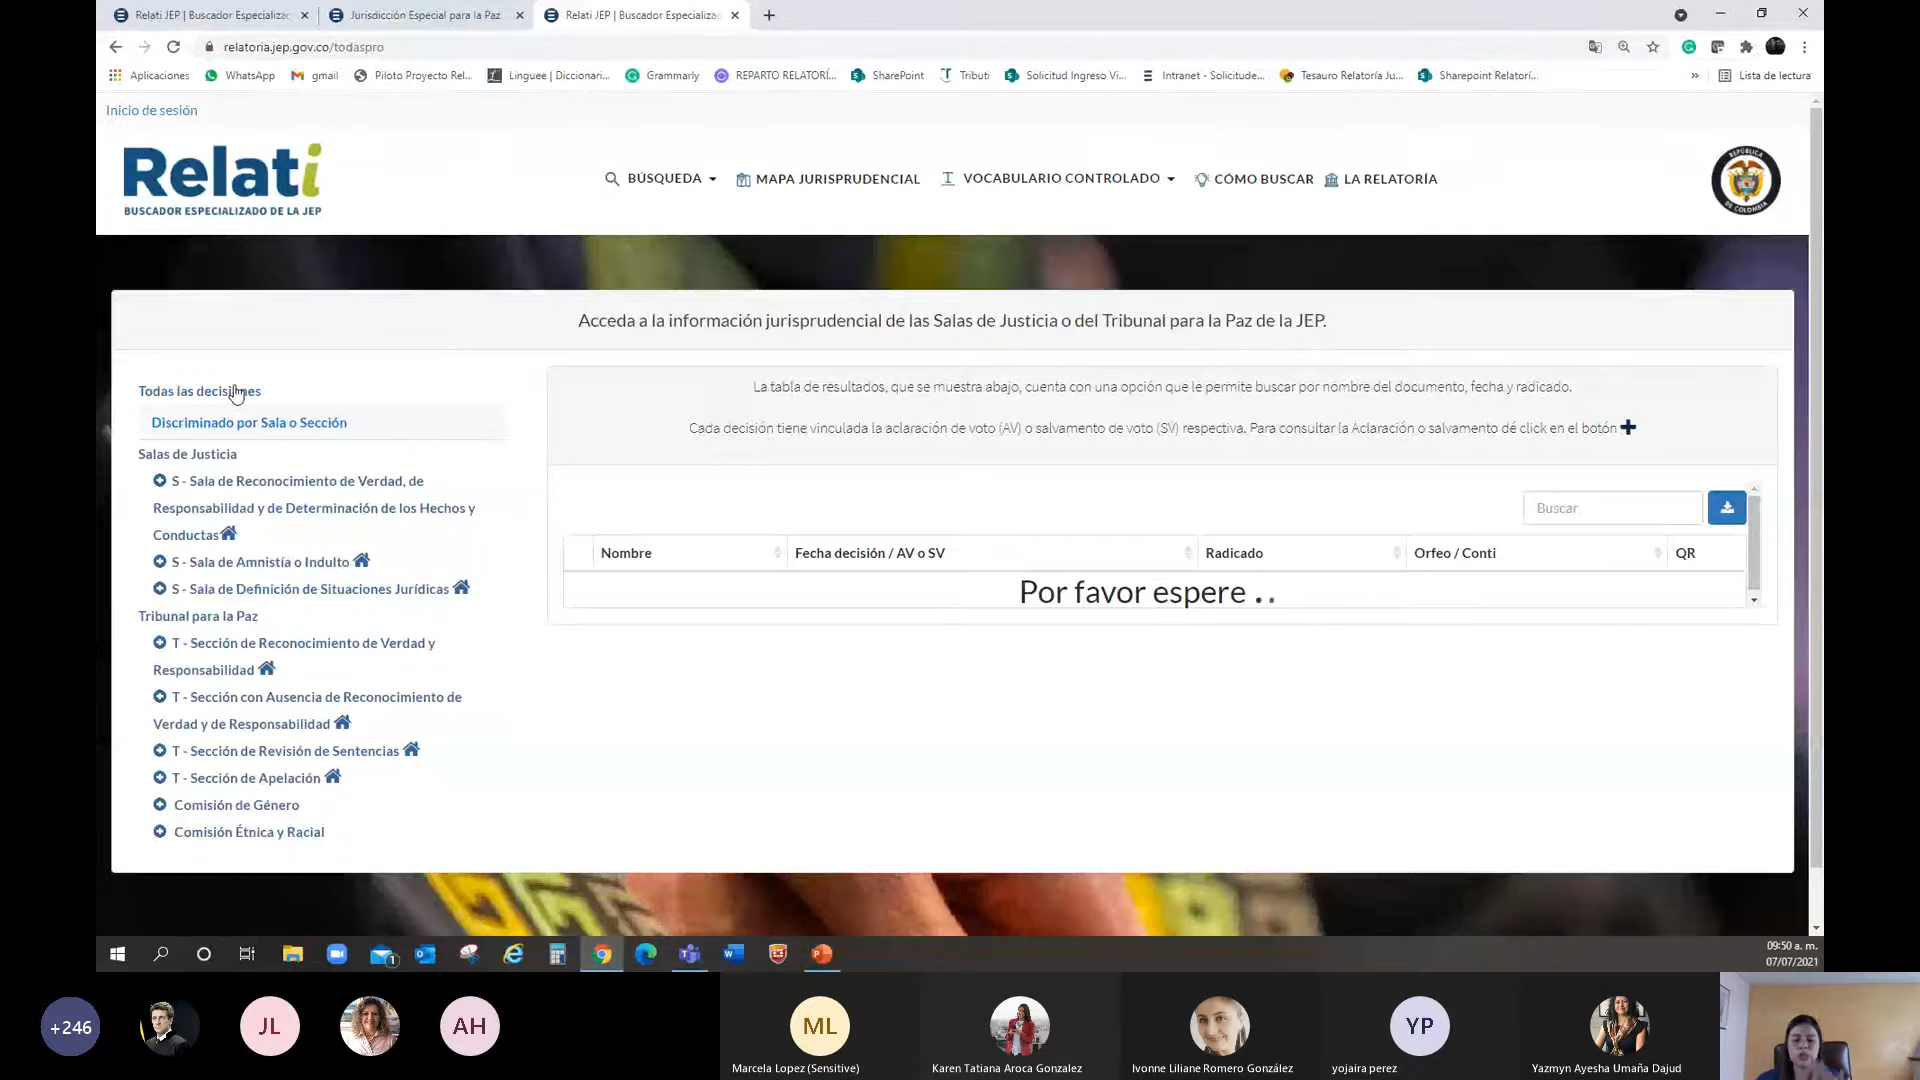 Relati JEP | Buscador Especializad
Jurisdicción Especial para la Paz
Relati JEP | Buscador Especializad
relatoria.jep.gov.co/todaspro
Aplicaciones
WhatsApp
gmail
Piloto Proyecto Rel...
Linguee | Diccionari...
Grammarly
REPARTO RELATORÍ...
SharePoint
Tributi
Solicitud Ingreso Vi...
Intranet - Solicitude...
Tesauro Relatoría Ju...
Sharepoint Relatorí...
»
Lista de lectura
Inicio de sesión
Relati
BUSCADOR ESPECIALIZADO DE LA JEP
BÚSQUEDA
MAPA JURISPRUDENCIAL
VOCABULARIO CONTROLADO
CÓMO BUSCAR
LA RELATORÍA
REPÚBLICA
DE COLOMBIA
Acceda a la información jurisprudencial de las Salas de Justicia o del Tribunal para la Paz de la JEP.
Todas las decisiones
Discriminado por Sala o Sección
Salas de Justicia
S - Sala de Reconocimiento de Verdad, de
Responsabilidad y de Determinación de los Hechos y
Conductas
S - Sala de Amnistía o Indulto
S - Sala de Definición de Situaciones Jurídicas
Tribunal para la Paz
T - Sección de Reconocimiento de Verdad y
Responsabilidad
T - Sección con Ausencia de Reconocimiento de
Verdad y de Responsabilidad
T - Sección de Revisión de Sentencias
T - Sección de Apelación
Comisión de Género
Comisión Étnica y Racial
La tabla de resultados, que se muestra abajo, cuenta con una opción que le permite buscar por nombre del documento, fecha y radicado.
Cada decisión tiene vinculada la aclaración de voto (AV) o salvamento de voto (SV) respectiva. Para consultar la Aclaración o salvamento dé click en el botón
Buscar
Nombre
Fecha decisión / AV o SV
Radicado
Orfeo / Conti
QR
Por favor espere . .
1
09:50 a. m.
07/07/2021
+246
JL
AH
ML
YP
Marcela Lopez (Sensitive)
Karen Tatiana Aroca Gonzalez
Ivonne Liliane Romero González
yojaira perez
Yazmyn Ayesha Umaña Dajud